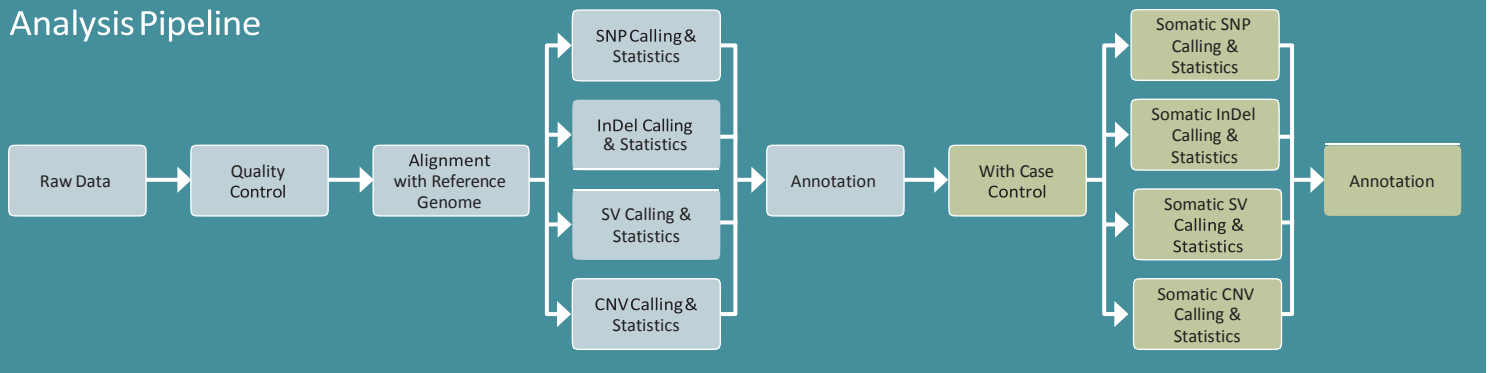 Analysis Pipeline
Raw Data
Quality
Control
Alignment
with Reference
Genome
SNP Calling &
Statistics
InDel Calling
& Statistics
SV Calling &
Statistics
CNV Calling &
Statistics
Annotation
With Case
Control
Somatic SNP
Calling &
Statistics
Somatic InDel
Calling &
Statistics
Somatic SV
Calling &
Statistics
Somatic CNV
Calling &
Statistics
Annotation